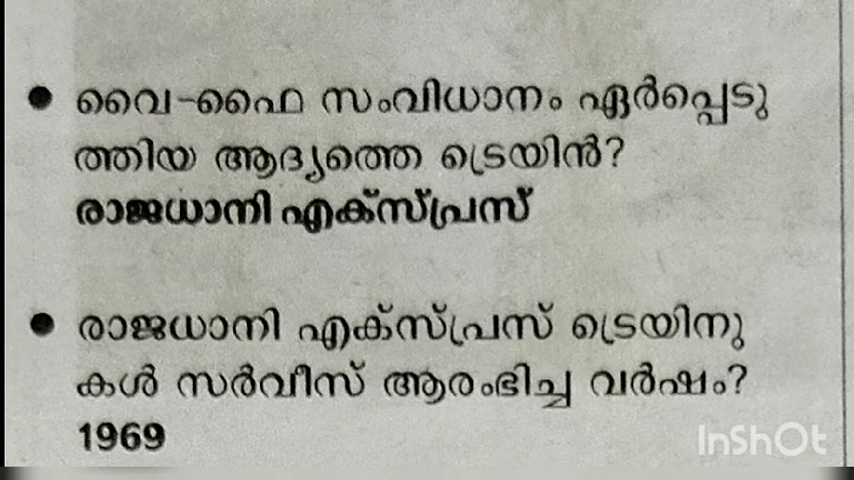 • വൈ-ഫൈ സംവിധാനം ഏർപ്പെടു
ത്തിയ ആദ്യത്തെ ട്രെയിൻ?
രാജധാനി എക്സ്പ്രസ്
• രാജധാനി എക്സ്പ്രസ് ട്രെയിനു
കൾ സർവീസ് ആരംഭിച്ച വർഷം?
1969
InShOt